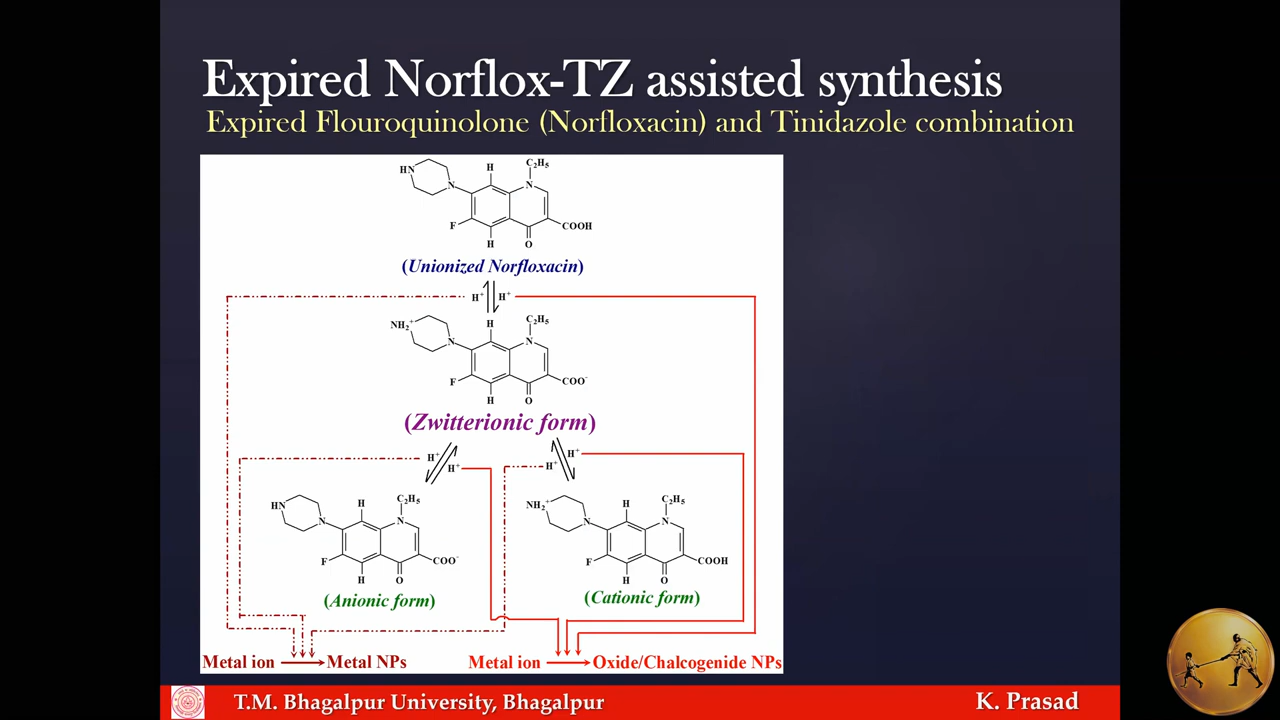 Expired Norflox-TZ assisted synthesis
Expired Flouroquinolone (Norfloxacin) and Tinidazole combination
HN
N
H
C₂H₅
N
F
H
O
COOH
(Unionized Norfloxacin)
H⁺ H⁺
NH₂⁺
N
H
C₂H₅
N
F
H
O
COO⁻
(Zwitterionic form)
H⁺ H⁺
H⁺ H⁺
HN
N
H
C₂H₅
N
F
H
O
COO⁻
(Anionic form)
NH₂⁺
N
H
C₂H₅
N
F
H
O
COOH
(Cationic form)
Metal ion → Metal NPs
Metal ion → Oxide/Chalcogenide NPs
T.M. Bhagalpur University, Bhagalpur
K. Prasad